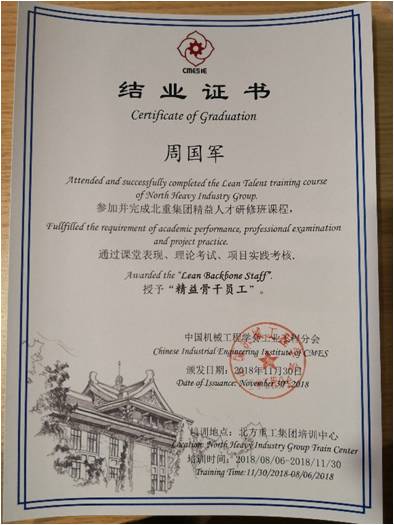 CMESIE
结业证书
Certificate of Graduation
周国军
Attended and successfully completed the Lean Talent training course
of North Heavy Industry Group.
参加并完成北重集团精益人才研修班课程,
Fullfilled the requirement of academic performance, professional examination
and project practice.
通过课堂表现、理论考试、项目实践考核.
Awarded the "Lean Backbone Staff".
授予“精益骨干员工”。
中国机械工程学会工业工程分会
Chinese Industrial Engineering Institute of CMES
颁发日期：2018年11月30日
Date of Issuance: November 30th, 2018
培训地点：北方重工集团培训中心
Location: North Heavy Industry Group Train Center
培训时间：2018/08/06-2018/11/30
Training Time:11/30/2018-08/06/2018